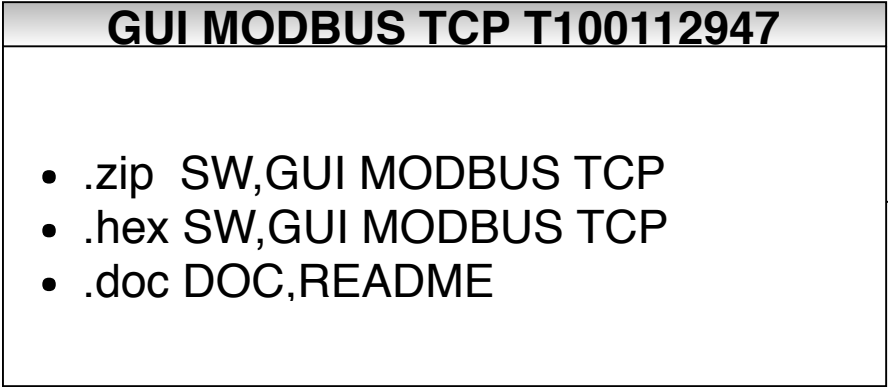 GUI MODBUS TCP T100112947
• .zip  SW,GUI MODBUS TCP
• .hex SW,GUI MODBUS TCP
• .doc DOC,README